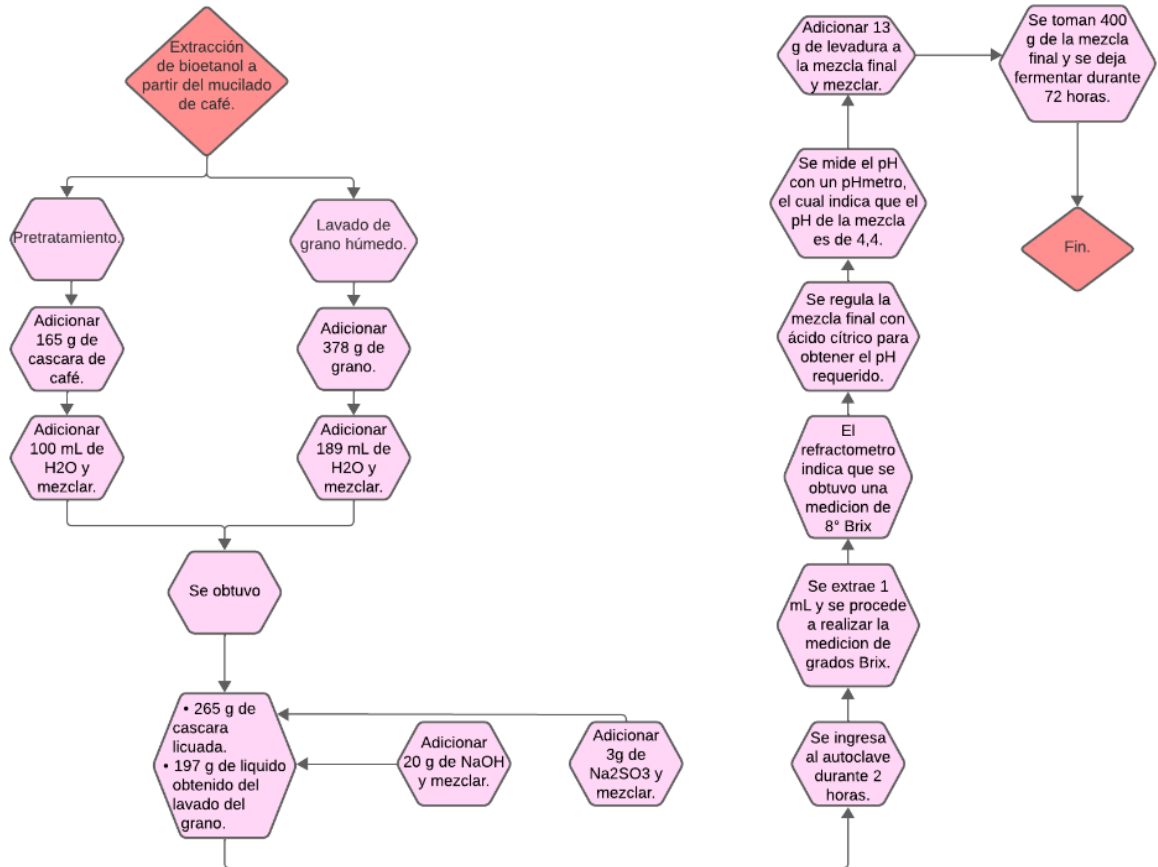 Extracción
de bioetanol a
partir del mucilado
de café.
Pretratamiento.
Lavado de
grano húmedo.
Adicionar
165 g de
cascara de
café.
Adicionar
378 g de
grano.
Adicionar
100 mL de
H2O y
mezclar.
Adicionar
189 mL de
H2O y
mezclar.
Se obtuvo
• 265 g de
cascara
licuada.
• 197 g de liquido
obtenido del
lavado del
grano.
Adicionar
20 g de NaOH
y mezclar.
Adicionar
3g de
Na2SO3 y
mezclar.
Se ingresa
al autoclave
durante 2
horas.
Se extrae 1
mL y se procede
a realizar la
medicion de
grados Brix.
El
refractometro
indica que se
obtuvo una
medicion de
8° Brix
Se regula la
mezcla final con
ácido cítrico para
obtener el pH
requerido.
Se mide el pH
con un pHmetro,
el cual indica que el
pH de la mezcla
es de 4,4.
Adicionar 13
g de levadura a
la mezcla final
y mezclar.
Se toman 400
g de la mezcla
final y se deja
fermentar durante
72 horas.
Fin.